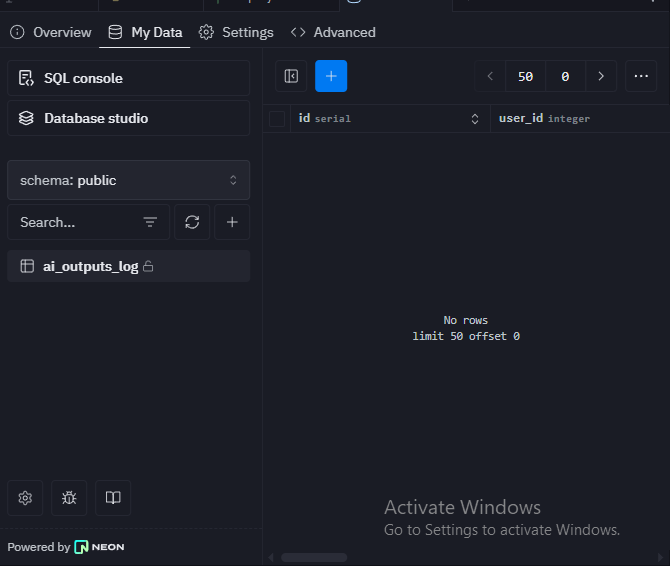 Overview My Data Settings Advanced
SQL console
Database studio
50 0
id serial user_id integer
schema: public
Search...
ai_outputs_log
No rows
limit 50 offset 0
Activate Windows
Go to Settings to activate Windows.
Powered by NEON